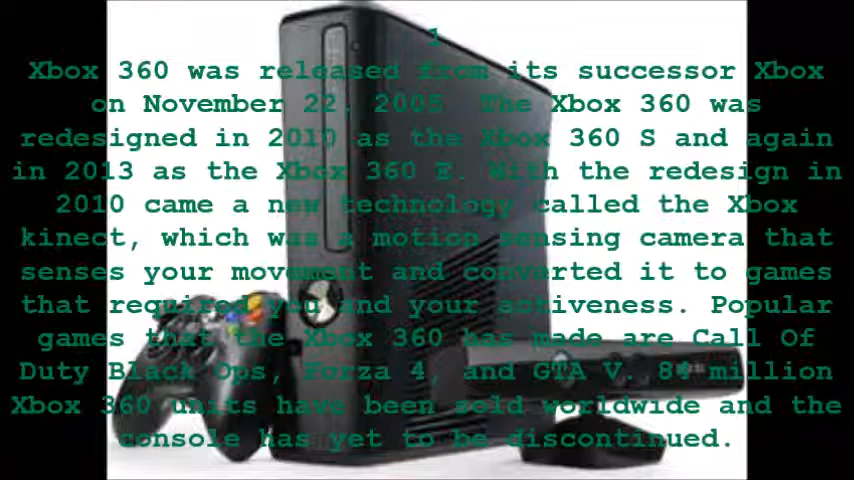 1
Xbox 360 was released from its successor Xbox
on November 22, 2005. The Xbox 360 was
redesigned in 2010 as the Xbox 360 S and again
in 2013 as the Xbox 360 E. With the redesign in
2010 came a new technology called the Xbox
kinect, which was a motion sensing camera that
senses your movement and converted it to games
that required you and your activeness. Popular
games that the Xbox 360 has made are Call Of
Duty Black Ops, Forza 4, and GTA V. 84 million
Xbox 360 units have been sold worldwide and the
console has yet to be discontinued.